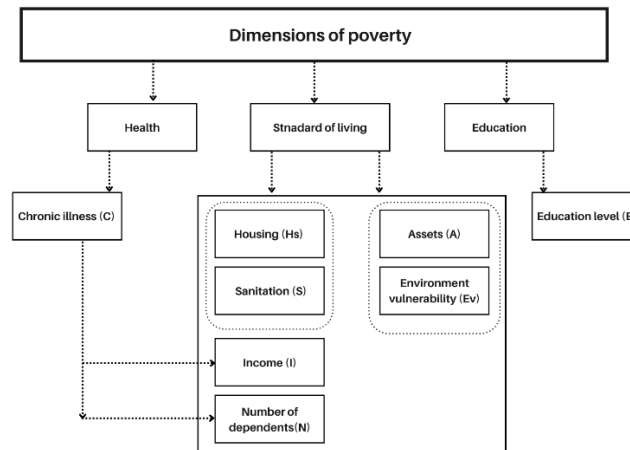 Dimensions of poverty
Health
Stnadard of living
Education
Chronic illness (C)
Housing (Hs)
Assets (A)
Education level (E
Sanitation (S)
Environment
vulnerability (Ev)
Income (I)
Number of
dependents(N)